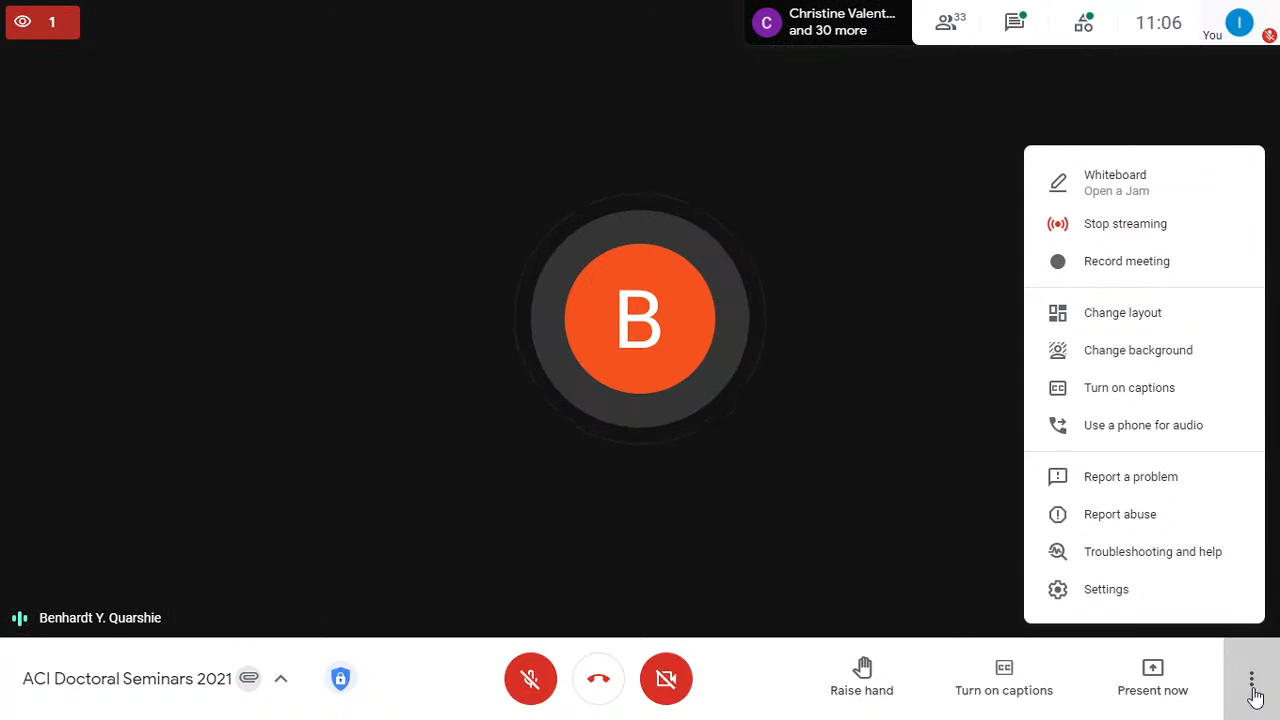 1
C
Christine Valent...
and 30 more
33
11:06
You
I
Whiteboard
Open a Jam
Stop streaming
Record meeting
Change layout
Change background
CC
Turn on captions
Use a phone for audio
Report a problem
Report abuse
Troubleshooting and help
Settings
B
Benhardt Y. Quarshie
ACI Doctoral Seminars 2021
Raise hand
CC
Turn on captions
Present now